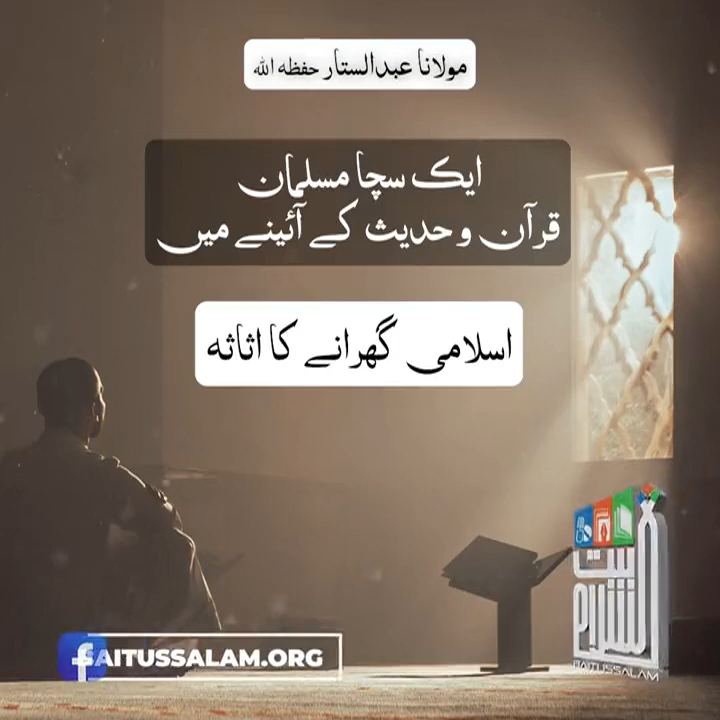 مولانا عبدالستار حفظہ اللہ
ایک سچا مسلمان
قرآن و حدیث کے آئینے میں
اسلامی گھرانے کا اثاثہ
بیت السلام
BAITUSSALAM
f AITUSSALAM.ORG